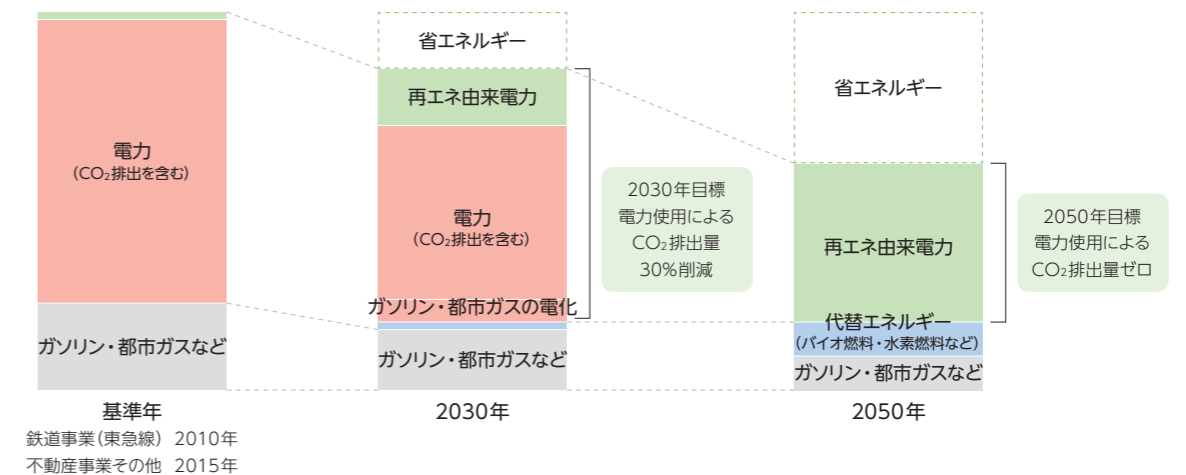 電力
(CO₂排出を含む)
ガソリン・都市ガスなど
基準年
鉄道事業(東急線) 2010年
不動産事業その他 2015年
省エネルギー
再エネ由来電力
電力
(CO₂排出を含む)
ガソリン・都市ガスの電化
ガソリン・都市ガスなど
2030年
2030年目標
電力使用による
CO₂排出量
30%削減
省エネルギー
再エネ由来電力
代替エネルギー
(バイオ燃料・水素燃料など)
ガソリン・都市ガスなど
2050年
2050年目標
電力使用による
CO₂排出量ゼロ